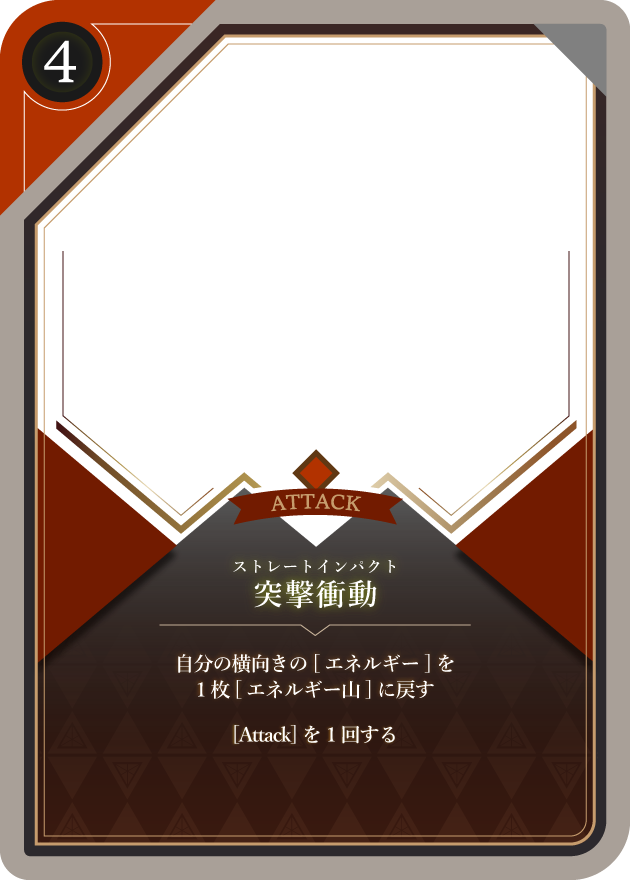 4
ATTACK
ストレートインパクト
突撃衝動
自分の横向きの［エネルギー］を
1 枚［エネルギー山］に戻す
[Attack] を 1 回する